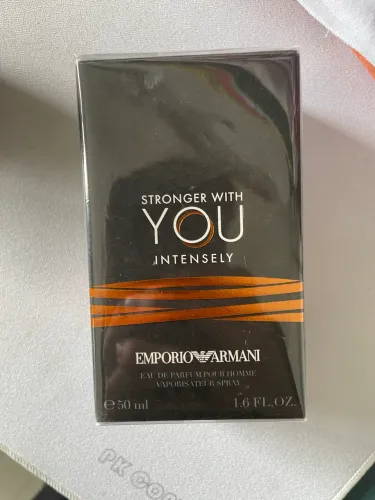 STRONGER WITH
YOU
INTENSELY
EMPORIO ARMANI
EAU DE PARFUM POUR HOMME
VAPORISATEUR SPRAY
℮50 ml 1.6 FL.OZ.
PK